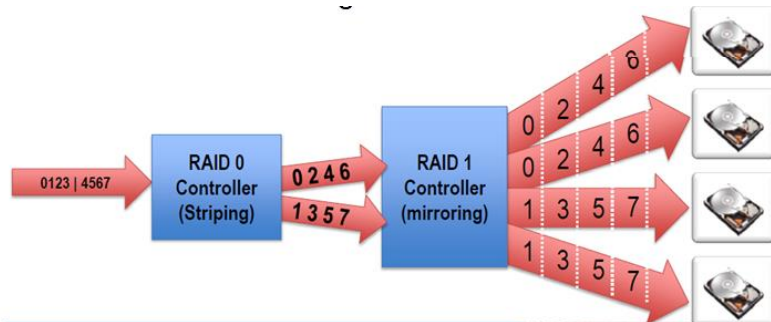 0123 | 4567
RAID 0
Controller
(Striping)
0 2 4 6
1 3 5 7
RAID 1
Controller
(mirroring)
0 2 4 6
0 2 4 6
1 3 5 7
1 3 5 7